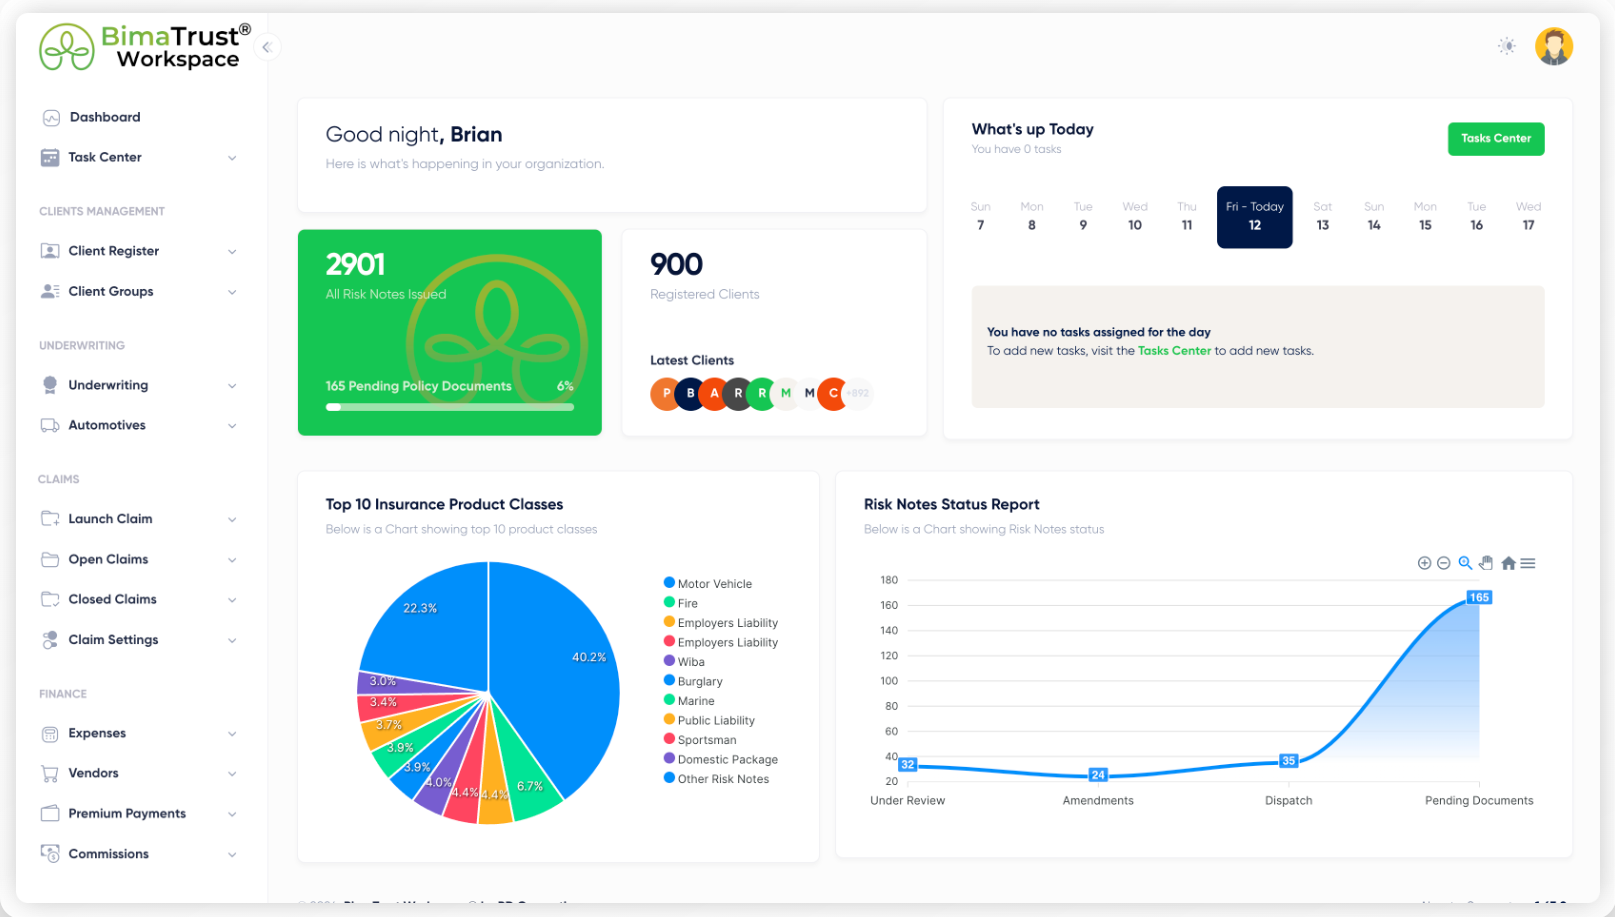 BimaTrust®
Workspace
Dashboard
Task Center
CLIENTS MANAGEMENT
Client Register
Client Groups
UNDERWRITING
Underwriting
Automotives
CLAIMS
Launch Claim
Open Claims
Closed Claims
Claim Settings
FINANCE
Expenses
Vendors
Premium Payments
Commissions
Good night, Brian
Here is what's happening in your organization.
2901
All Risk Notes Issued
165 Pending Policy Documents 6%
900
Registered Clients
Latest Clients
P B A R R M M C +892
What's up Today
You have 0 tasks
Tasks Center
Sun Mon Tue Wed Thu Fri - Today Sat Sun Mon Tue Wed
7 8 9 10 11 12 13 14 15 16 17
You have no tasks assigned for the day
To add new tasks, visit the Tasks Center to add new tasks.
Top 10 Insurance Product Classes
Below is a Chart showing top 10 product classes
22.3%
40.2%
3.0%
3.4%
3.7%
3.9%
3.9%
4.0%
4.4%
4.4%
6.7%
Motor Vehicle
Fire
Employers Liability
Employers Liability
Wiba
Burglary
Marine
Public Liability
Sportsman
Domestic Package
Other Risk Notes
Risk Notes Status Report
Below is a Chart showing Risk Notes status
180
160
140
120
100
80
60
40
20
32
24
35
165
Under Review Amendments Dispatch Pending Documents